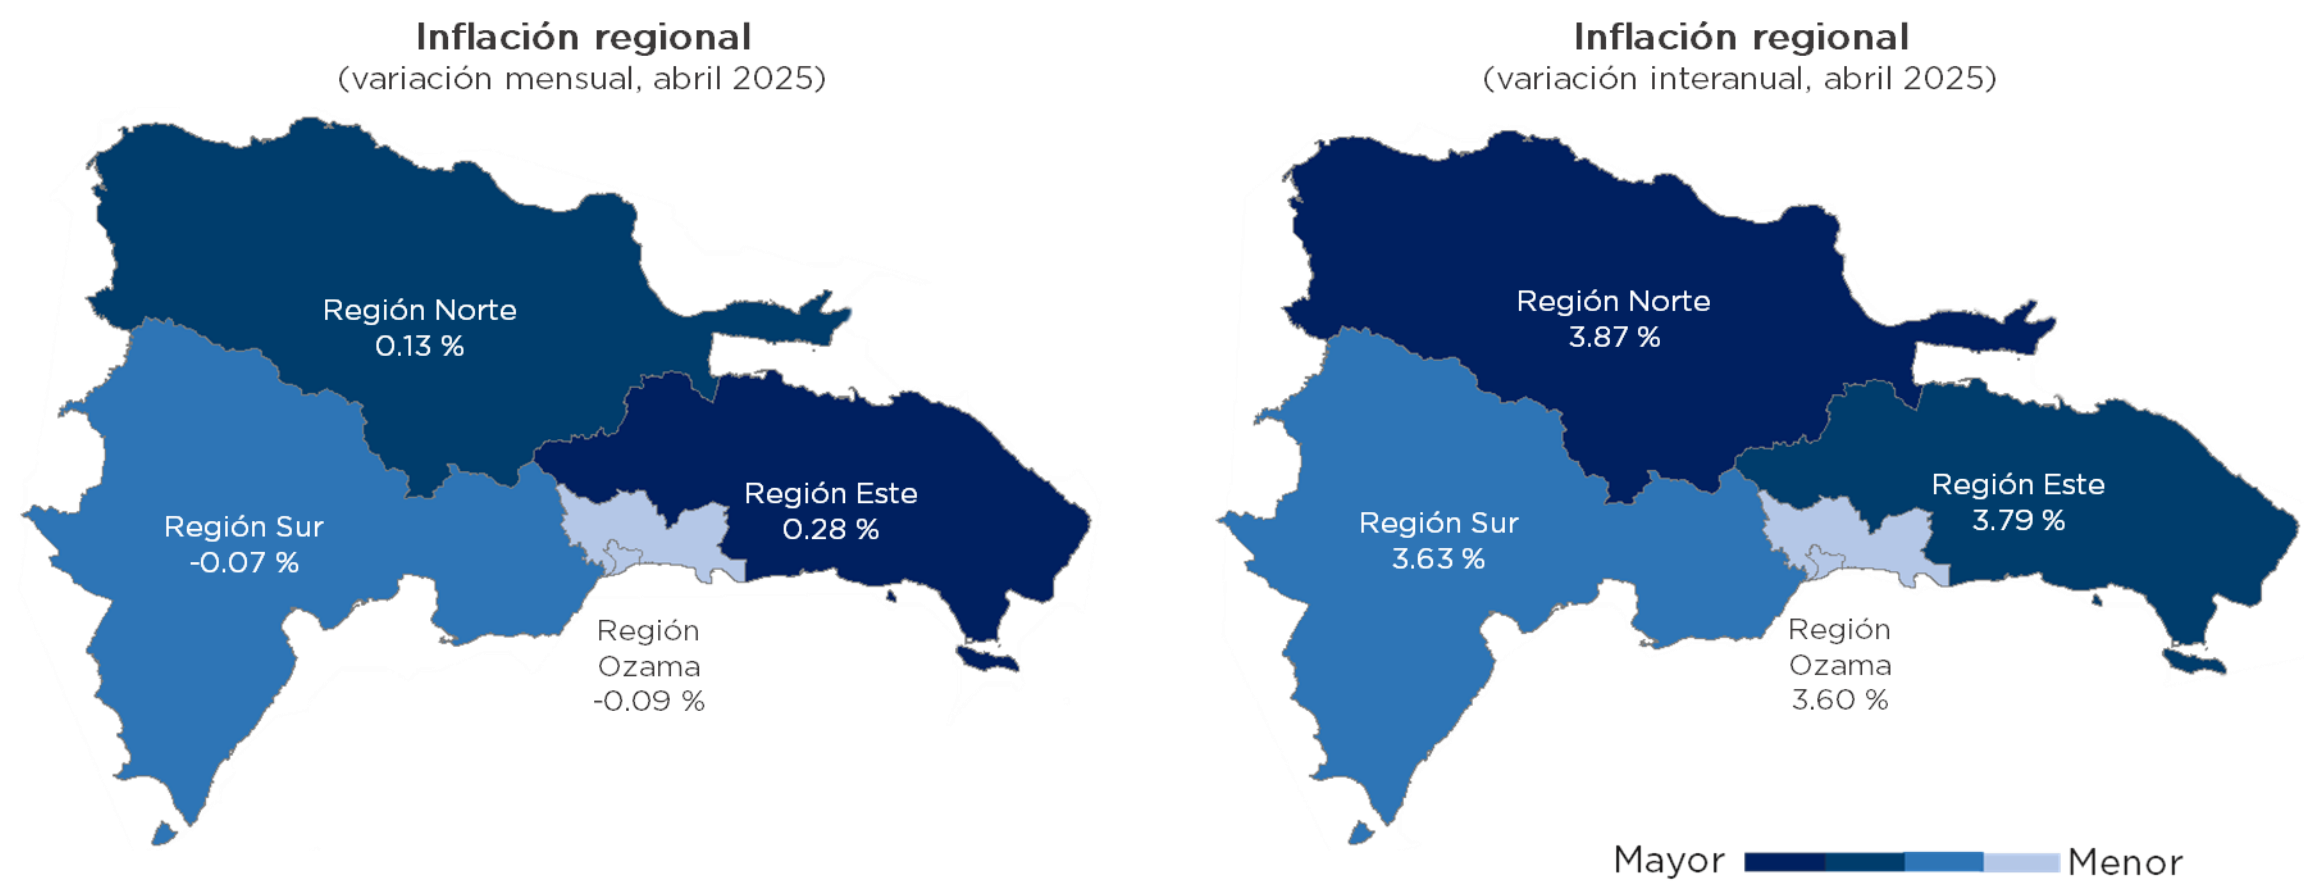 Inflación regional
(variación mensual, abril 2025)
Región Norte
0.13 %
Región Este
0.28 %
Región Sur
-0.07 %
Región
Ozama
-0.09 %
Inflación regional
(variación interanual, abril 2025)
Región Norte
3.87 %
Región Este
3.79 %
Región Sur
3.63 %
Región
Ozama
3.60 %
Mayor
Menor